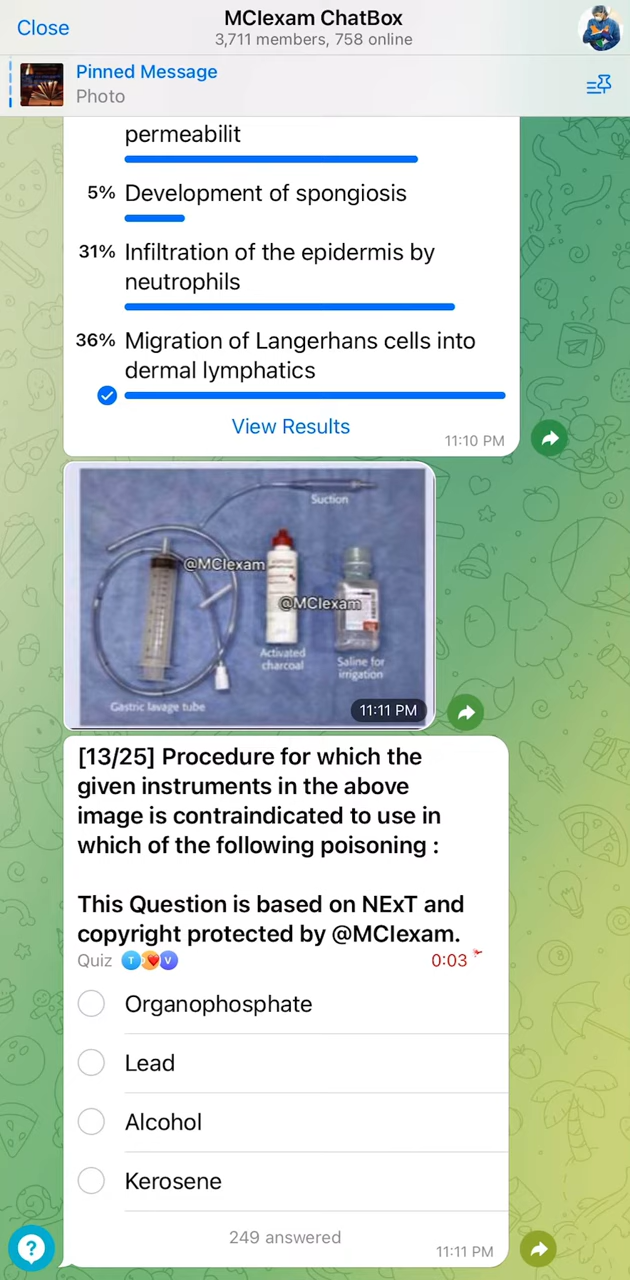 Close
MCIexam ChatBox
3,711 members, 758 online
Pinned Message
Photo
permeabilit
5% Development of spongiosis
31% Infiltration of the epidermis by
neutrophils
36% Migration of Langerhans cells into
dermal lymphatics
View Results
11:10 PM
Suction
@MCIexam
@MCIexam
Activated
charcoal
Saline for
irrigation
Gastric lavage tube
11:11 PM
[13/25] Procedure for which the
given instruments in the above
image is contraindicated to use in
which of the following poisoning :
This Question is based on NExT and
copyright protected by @MCIexam.
Quiz T V 0:03
Organophosphate
Lead
Alcohol
Kerosene
249 answered
11:11 PM